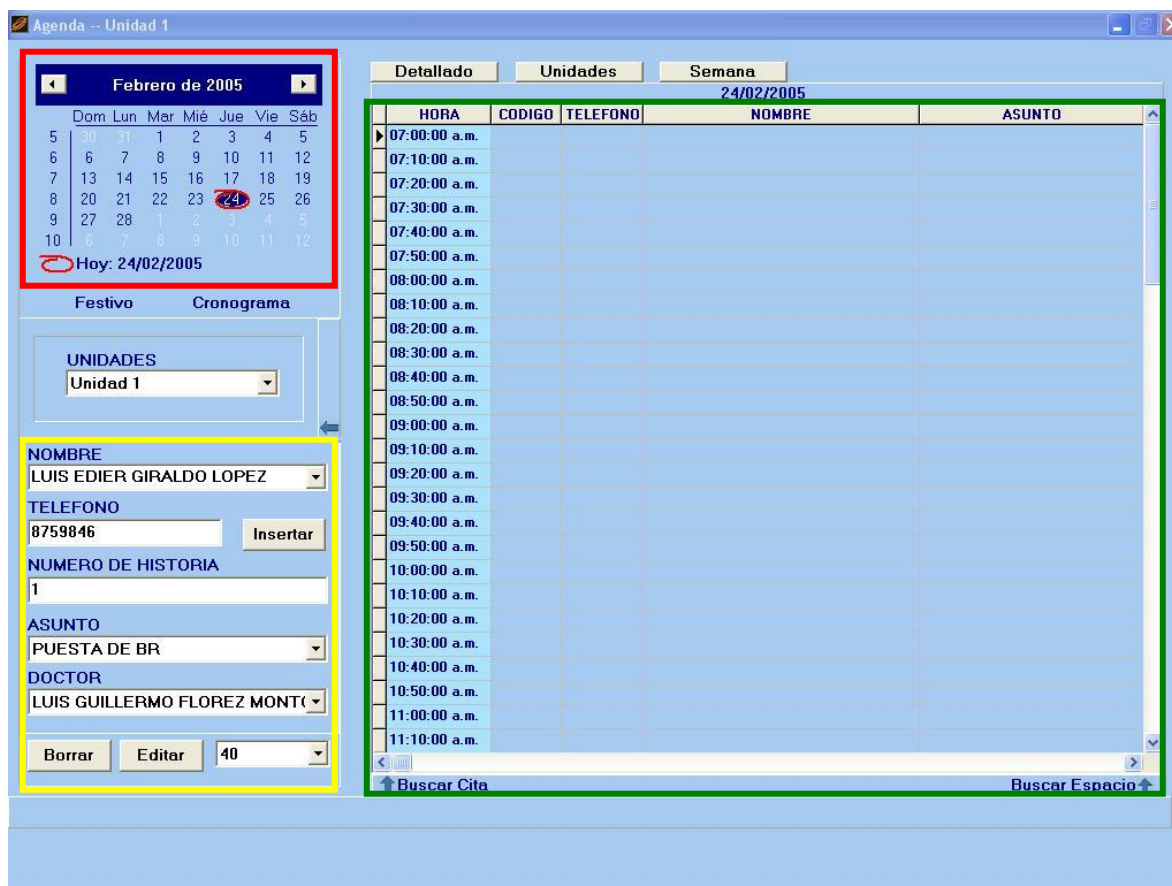 Agenda -- Unidad 1
Febrero de 2005
Dom Lun Mar Mié Jue Vie Sáb
5 30 31 1 2 3 4 5
6 6 7 8 9 10 11 12
7 13 14 15 16 17 18 19
8 20 21 22 23 24 25 26
9 27 28 1 2 3 4 5
10 6 7 8 9 10 11 12
Hoy: 24/02/2005
Festivo Cronograma
UNIDADES
Unidad 1
NOMBRE
LUIS EDIER GIRALDO LOPEZ
TELEFONO
8759846 Insertar
NUMERO DE HISTORIA
1
ASUNTO
PUESTA DE BR
DOCTOR
LUIS GUILLERMO FLOREZ MONT
Borrar Editar 40
Detallado Unidades Semana
24/02/2005
HORA CODIGO TELEFONO NOMBRE ASUNTO
07:00:00 a.m.
07:10:00 a.m.
07:20:00 a.m.
07:30:00 a.m.
07:40:00 a.m.
07:50:00 a.m.
08:00:00 a.m.
08:10:00 a.m.
08:20:00 a.m.
08:30:00 a.m.
08:40:00 a.m.
08:50:00 a.m.
09:00:00 a.m.
09:10:00 a.m.
09:20:00 a.m.
09:30:00 a.m.
09:40:00 a.m.
09:50:00 a.m.
10:00:00 a.m.
10:10:00 a.m.
10:20:00 a.m.
10:30:00 a.m.
10:40:00 a.m.
10:50:00 a.m.
11:00:00 a.m.
11:10:00 a.m.
Buscar Cita Buscar Espacio